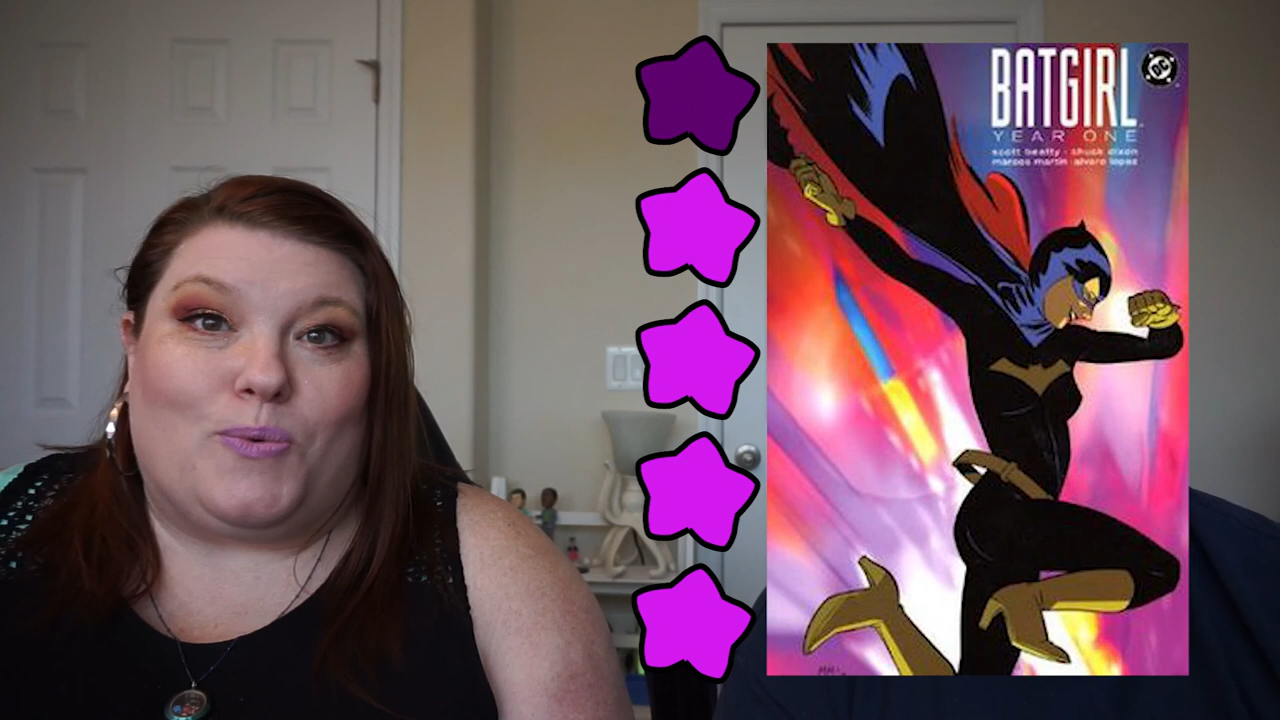 BATGIRL
DC
YEAR ONE
scott beatty · chuck dixon
marcos martin · alvaro lopez